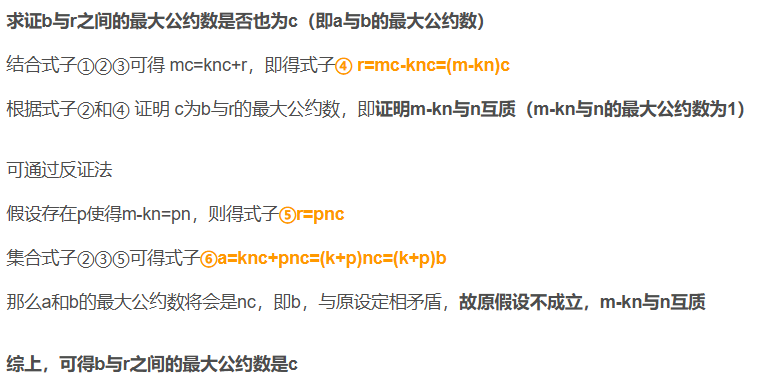 求证b与r之间的最大公约数是否也为c（即a与b的最大公约数）
结合式子①②③可得 mc=knc+r，即得式子④ r=mc-knc=(m-kn)c
根据式子②和④ 证明 c为b与r的最大公约数，即证明m-kn与n互质（m-kn与n的最大公约数为1）
可通过反证法
假设存在p使得m-kn=pn，则得式子⑤r=pnc
集合式子②③⑤可得式子⑥a=knc+pnc=(k+p)nc=(k+p)b
那么a和b的最大公约数将会是nc，即b，与原设定相矛盾，故原假设不成立，m-kn与n互质
综上，可得b与r之间的最大公约数是c